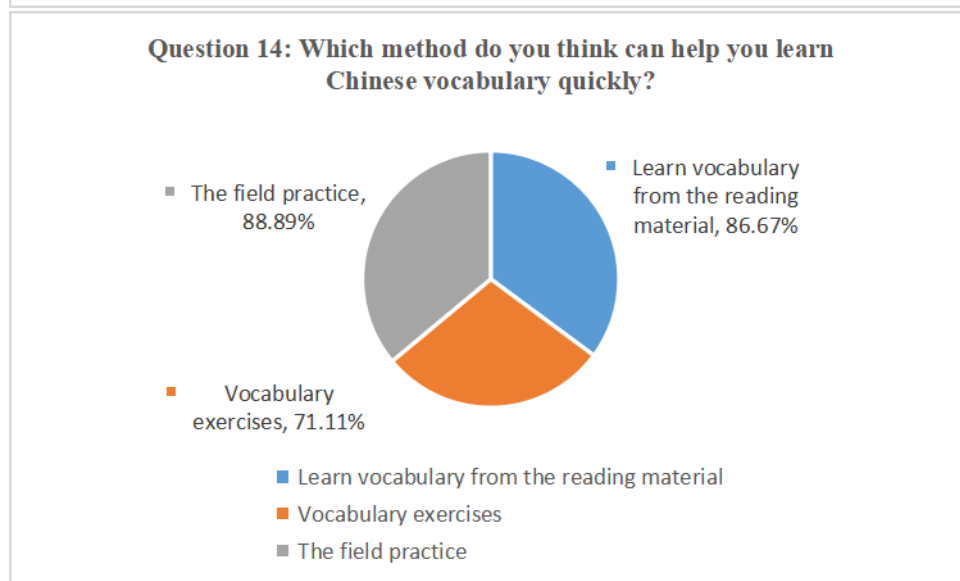 Question 14: Which method do you think can help you learn
Chinese vocabulary quickly?
The field practice,
88.89%
Learn vocabulary
from the reading
material, 86.67%
Vocabulary
exercises, 71.11%
Learn vocabulary from the reading material
Vocabulary exercises
The field practice